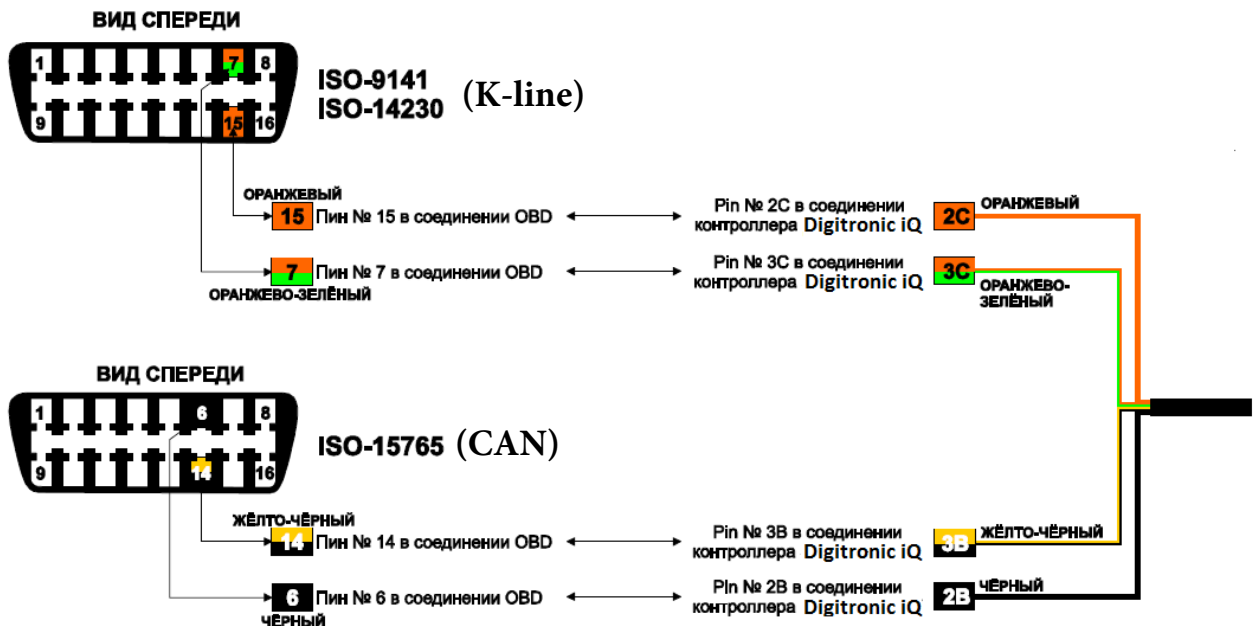 ВИД СПЕРЕДИ
1 7 8
9 15 16
ISO-9141
ISO-14230
(K-line)
ОРАНЖЕВЫЙ
15 Пин № 15 в соединении OBD
Pin № 2C в соединении
контроллера Digitronic iQ
2C ОРАНЖЕВЫЙ
7 Пин № 7 в соединении OBD
ОРАНЖЕВО-ЗЕЛЁНЫЙ
Pin № 3C в соединении
контроллера Digitronic iQ
3C
ОРАНЖЕВО-
ЗЕЛЁНЫЙ
ВИД СПЕРЕДИ
1 6 8
9 14 16
ISO-15765 (CAN)
ЖЁЛТО-ЧЁРНЫЙ
14 Пин № 14 в соединении OBD
Pin № 3B в соединении
контроллера Digitronic iQ
3B ЖЁЛТО-ЧЁРНЫЙ
6 Пин № 6 в соединении OBD
ЧЁРНЫЙ
Pin № 2B в соединении
контроллера Digitronic iQ
2B ЧЁРНЫЙ